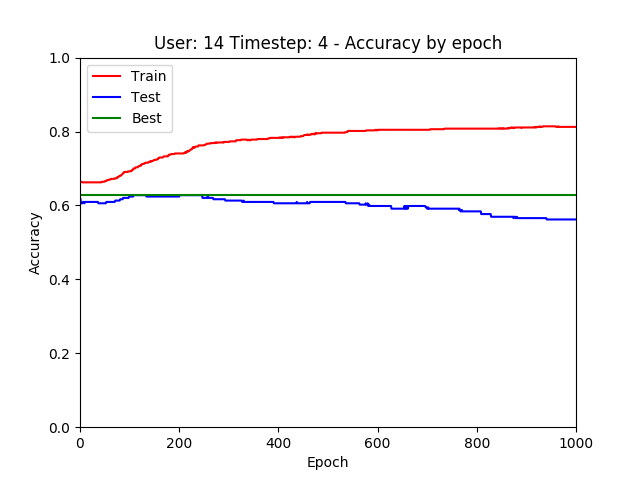 User: 14 Timestep: 4 - Accuracy by epoch
Train
Test
Best
1.0
0.8
0.6
0.4
0.2
0.0
Accuracy
0 200 400 600 800 1000
Epoch